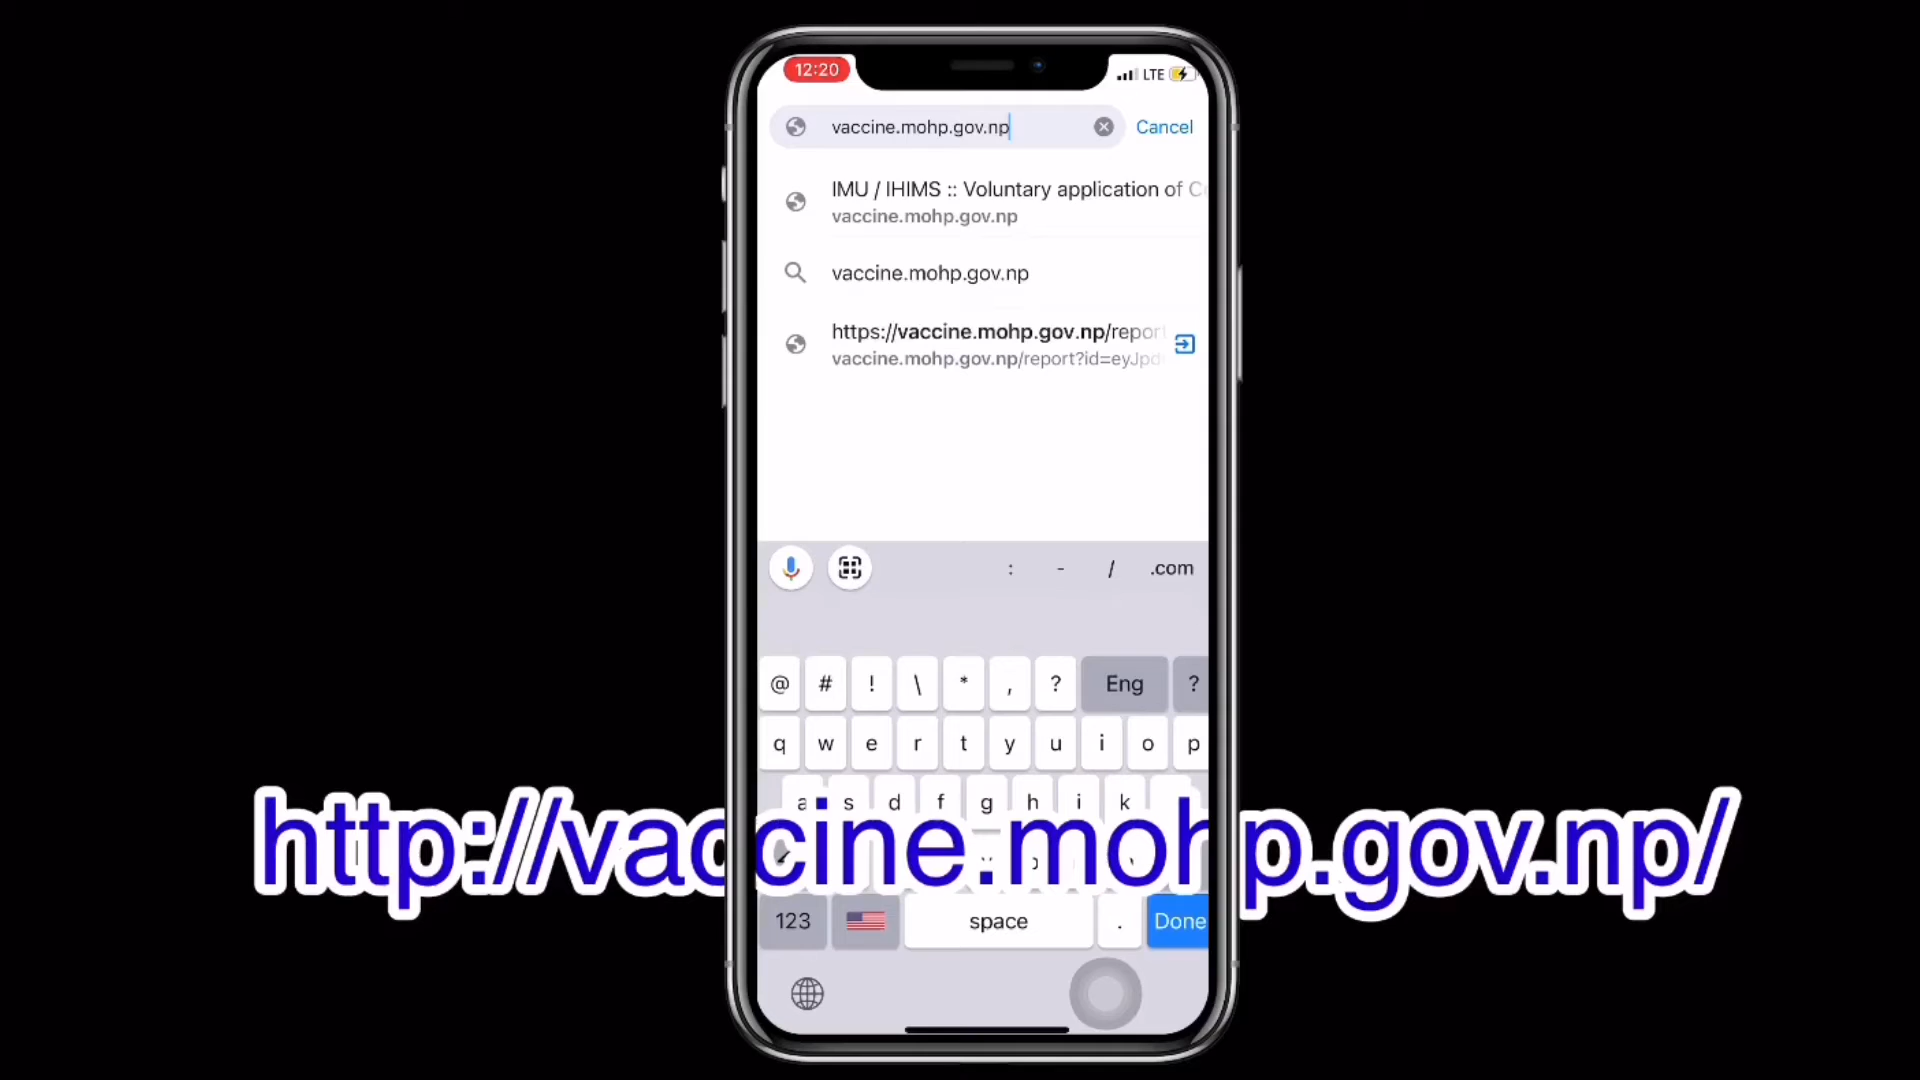 12:20
LTE
vaccine.mohp.gov.np
Cancel
IMU / IHIMS :: Voluntary application of C
vaccine.mohp.gov.np
vaccine.mohp.gov.np
https://vaccine.mohp.gov.np/report
vaccine.mohp.gov.np/report?id=eyJpd
: - / .com
@ # ! \ * , ? Eng ?
q w e r t y u i o p
a s d f g h j k
http://vaccine.mohp.gov.np/
123 space . Done